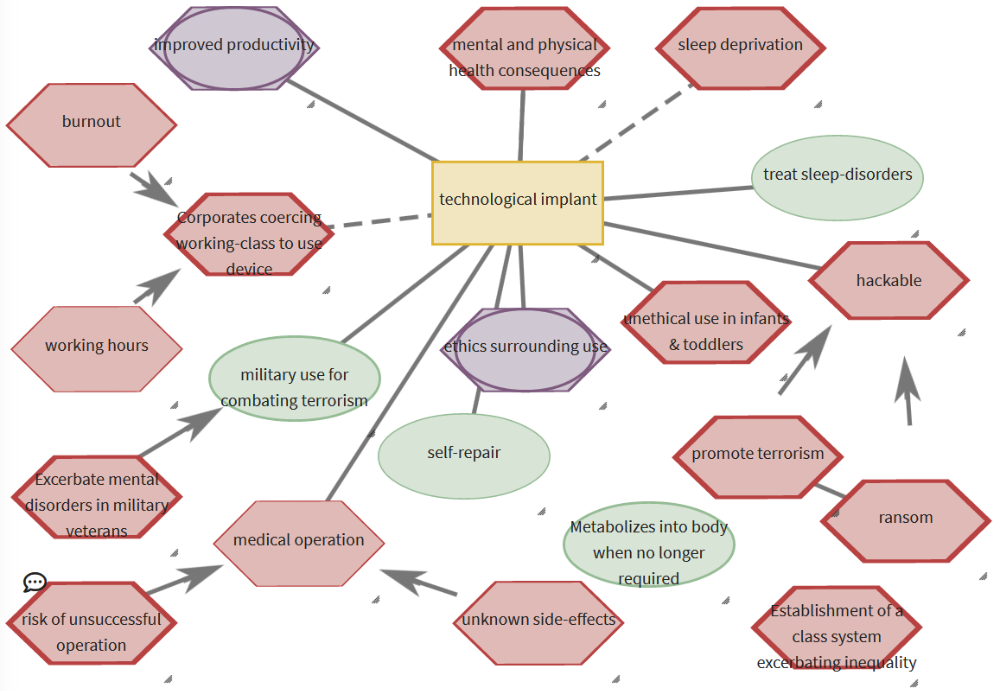 improved productivity
mental and physical
health consequences
sleep deprivation
burnout
treat sleep-disorders
technological implant
Corporates coercing
working-class to use
device
hackable
unethical use in infants
& toddlers
working hours
ethics surrounding use
military use for
combating terrorism
self-repair
promote terrorism
Excerbate mental
disorders in military
veterans
ransom
medical operation
Metabolizes into body
when no longer
required
risk of unsuccessful
operation
unknown side-effects
Establishment of a
class system
excerbating inequality